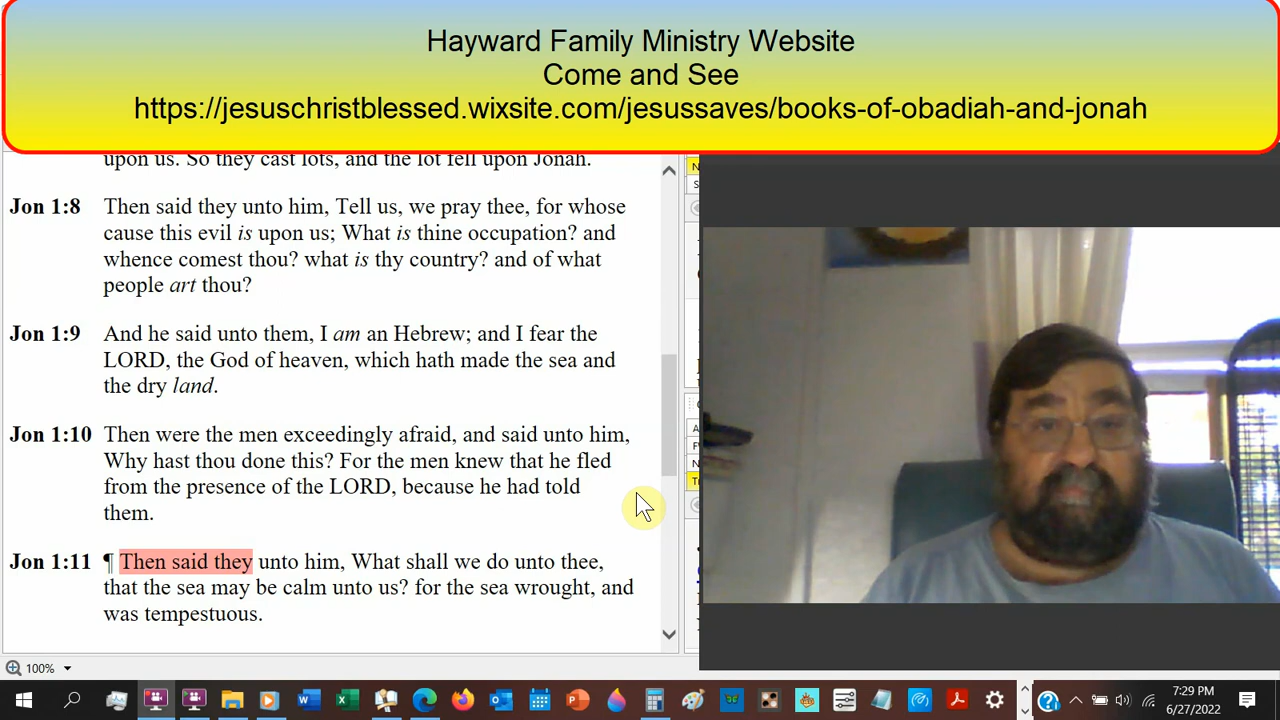 Hayward Family Ministry Website
Come and See
https://jesuschristblessed.wixsite.com/jesussaves/books-of-obadiah-and-jonah
upon us. So they cast lots, and the lot fell upon Jonah.
Jon 1:8 Then said they unto him, Tell us, we pray thee, for whose
cause this evil is upon us; What is thine occupation? and
whence comest thou? what is thy country? and of what
people art thou?
Jon 1:9 And he said unto them, I am an Hebrew; and I fear the
LORD, the God of heaven, which hath made the sea and
the dry land.
Jon 1:10 Then were the men exceedingly afraid, and said unto him,
Why hast thou done this? For the men knew that he fled
from the presence of the LORD, because he had told
them.
Jon 1:11 ¶ Then said they unto him, What shall we do unto thee,
that the sea may be calm unto us? for the sea wrought, and
was tempestuous.
100%
7:29 PM
6/27/2022